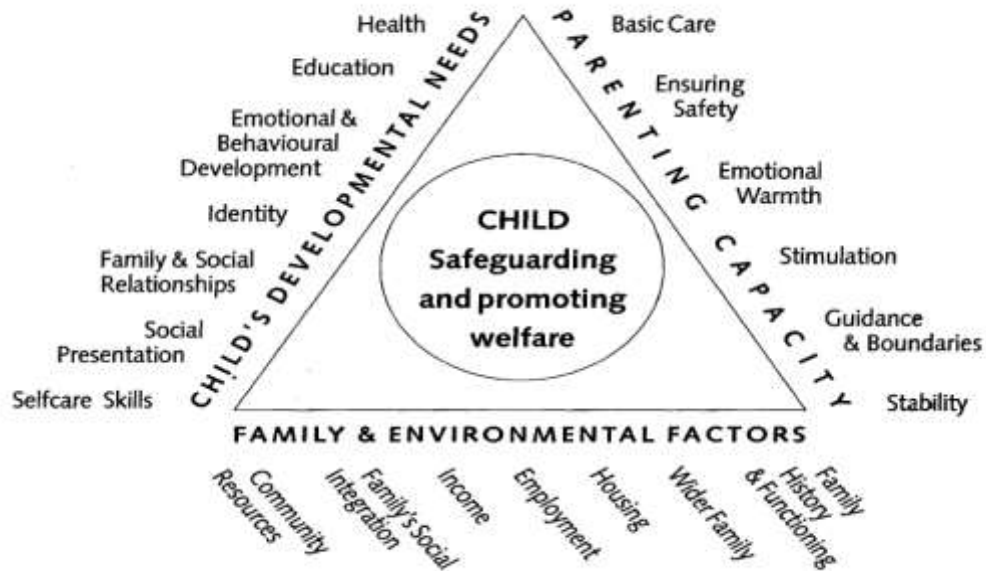 Health
Education
Emotional &
Behavioural
Development
Identity
Family & Social
Relationships
Social
Presentation
Selfcare Skills
CHILD'S DEVELOPMENTAL NEEDS
CHILD
Safeguarding
and promoting
welfare
PARENTING CAPACITY
Basic Care
Ensuring
Safety
Emotional
Warmth
Stimulation
Guidance
& Boundaries
Stability
FAMILY & ENVIRONMENTAL FACTORS
Community
Resources
Family's Social
Integration
Income
Employment
Housing
Wider Family
Family
History
& Functioning